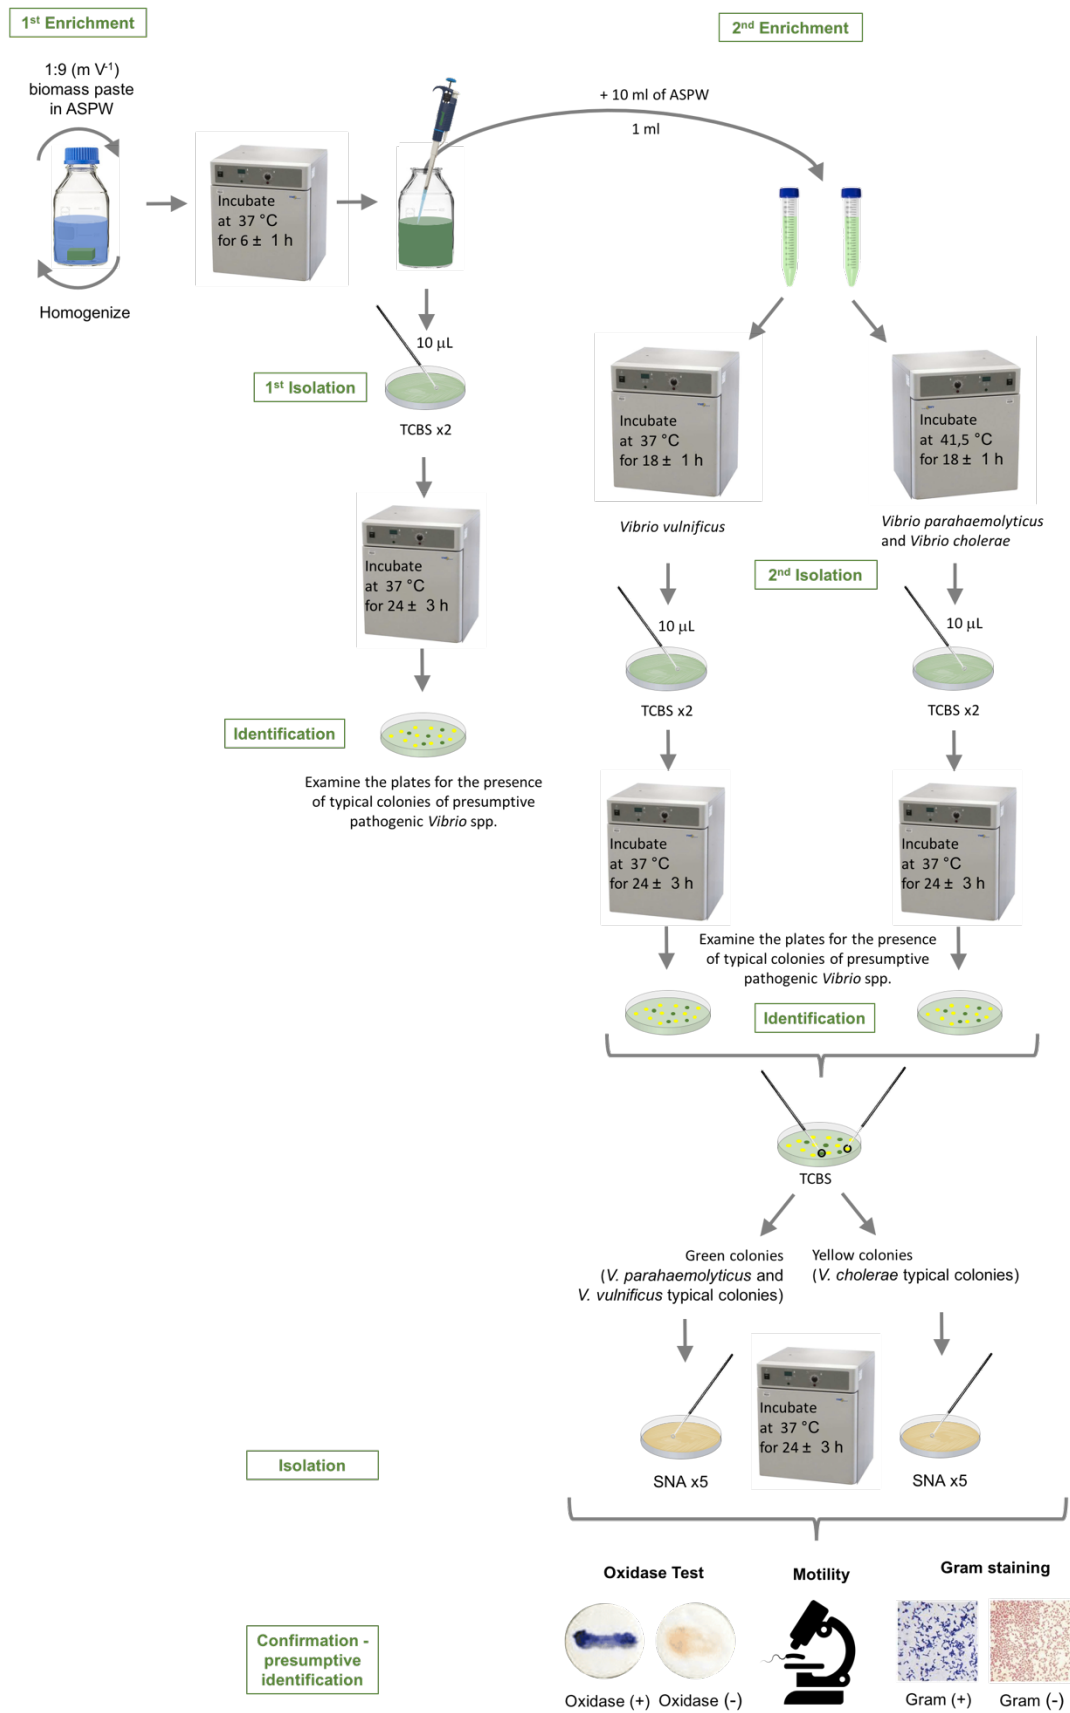 1st Enrichment
2nd Enrichment
1:9 (m V-1)
biomass paste
in ASPW
Homogenize
Incubate
at 37 °C
for 6 ± 1 h
+ 10 ml of ASPW
1 ml
10 µL
1st Isolation
TCBS x2
Incubate
at 37 °C
for 24 ± 3 h
Identification
Examine the plates for the presence
of typical colonies of presumptive
pathogenic Vibrio spp.
Incubate
at 37 °C
for 18 ± 1 h
Incubate
at 41,5 °C
for 18 ± 1 h
Vibrio vulnificus
Vibrio parahaemolyticus
and Vibrio cholerae
2nd Isolation
10 µL
10 µL
TCBS x2
TCBS x2
Incubate
at 37 °C
for 24 ± 3 h
Incubate
at 37 °C
for 24 ± 3 h
Examine the plates for the presence
of typical colonies of presumptive
pathogenic Vibrio spp.
Identification
TCBS
Green colonies
(V. parahaemolyticus and
V. vulnificus typical colonies)
Yellow colonies
(V. cholerae typical colonies)
Incubate
at 37 °C
for 24 ± 3 h
Isolation
SNA x5
SNA x5
Oxidase Test
Motility
Gram staining
Confirmation -
presumptive
identification
Oxidase (+)
Oxidase (-)
Gram (+)
Gram (-)